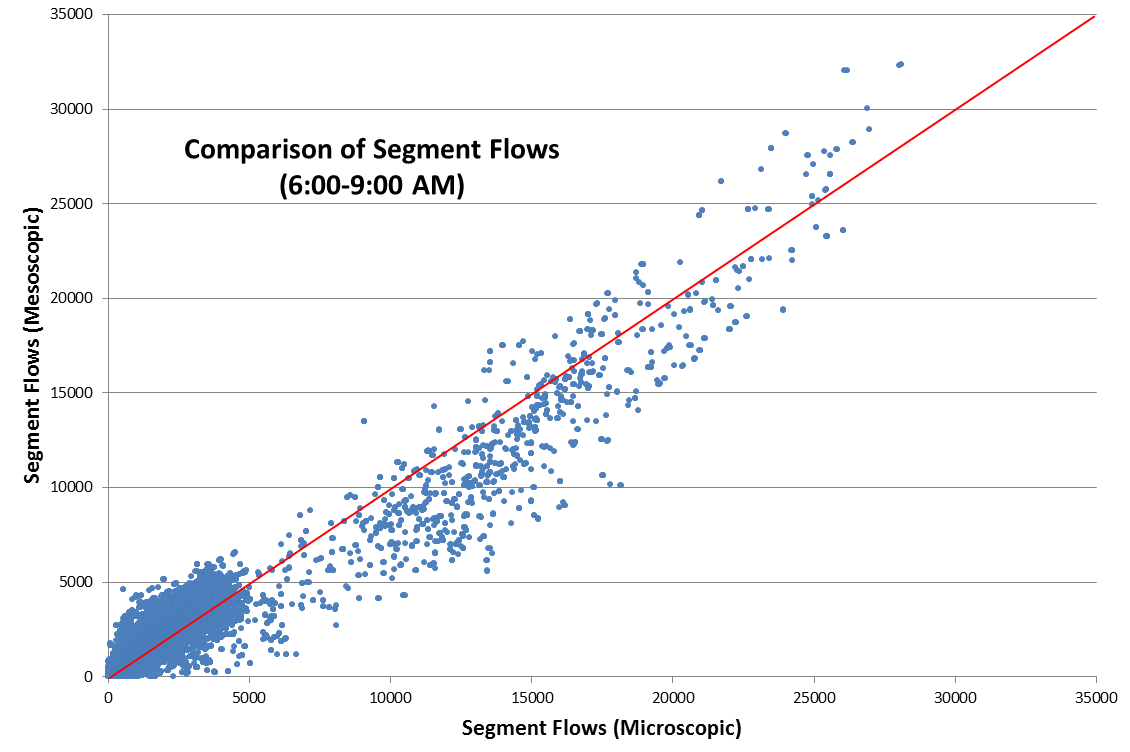 35000
30000
25000
20000
15000
10000
5000
0
Comparison of Segment Flows
(6:00-9:00 AM)
Segment Flows (Mesoscopic)
0 5000 10000 15000 20000 25000 30000 35000
Segment Flows (Microscopic)